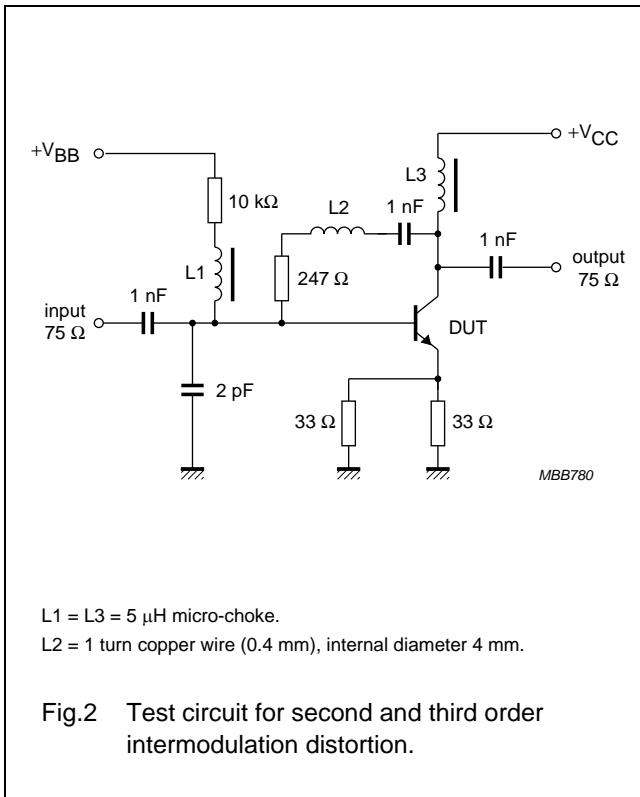 +VCC
+VBB
L3
10 kΩ
L2
1 nF
1 nF
output
75 Ω
L1
247 Ω
input
75 Ω
1 nF
DUT
2 pF
33 Ω
33 Ω
MBB780
L1 = L3 = 5 μH micro-choke.
L2 = 1 turn copper wire (0.4 mm), internal diameter 4 mm.
Fig.2 Test circuit for second and third order
intermodulation distortion.